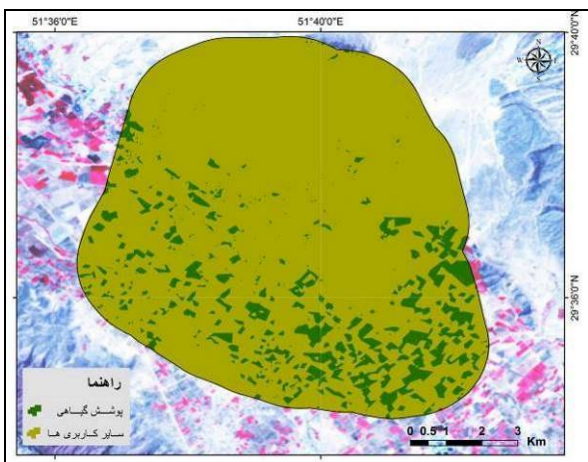 51°36'0"E
51°40'0"E
29°40'0"N
N
W
E
S
29°36'0"N
راهنما
پوشش گیاهی
سایر کاربری ها
0 0.5 1 2 3
Km